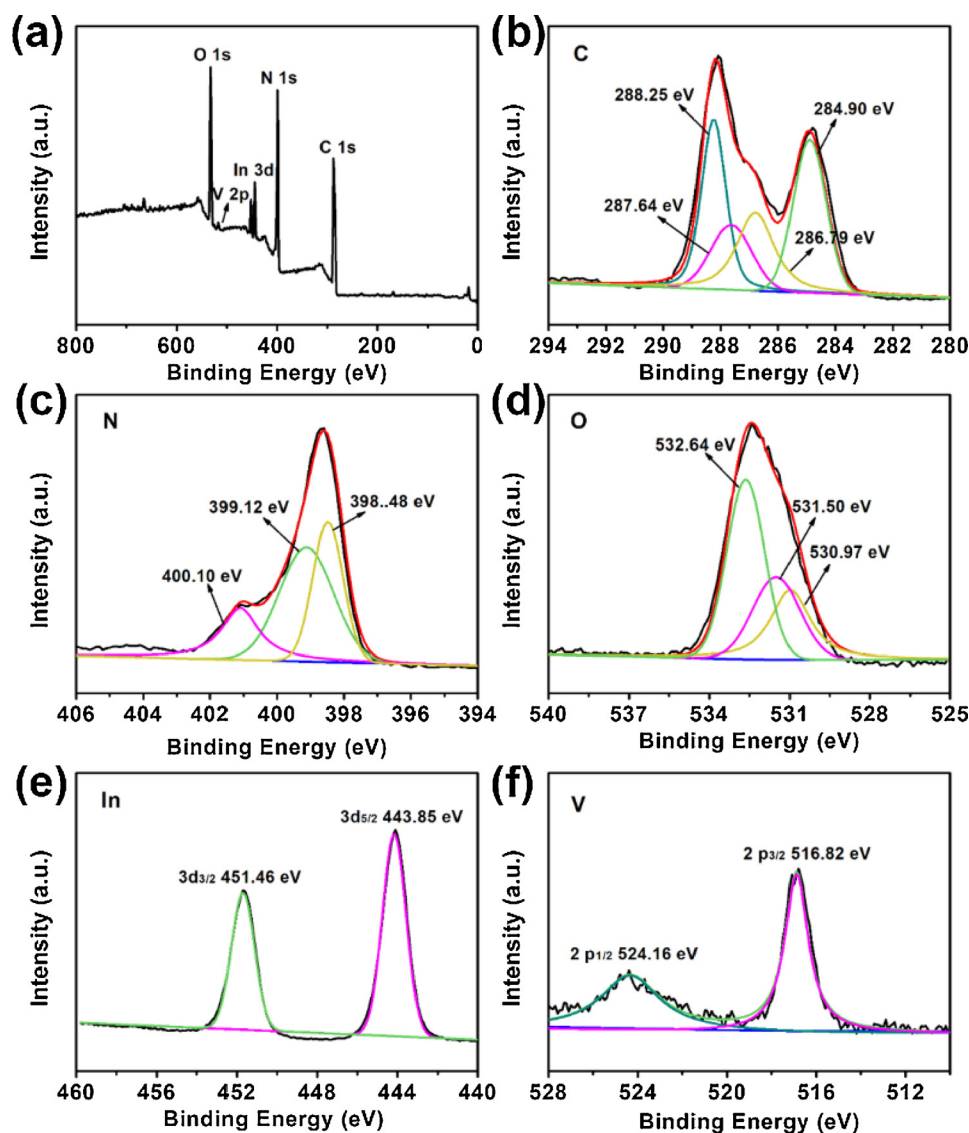 (a)
O 1s
N 1s
C 1s
In 3d
V 2p
Intensity (a.u.)
800 600 400 200 0
Binding Energy (eV)
(b)
C
288.25 eV
284.90 eV
287.64 eV
286.79 eV
Intensity (a.u.)
294 292 290 288 286 284 282 280
Binding Energy (eV)
(c)
N
399.12 eV
398..48 eV
400.10 eV
Intensity (a.u.)
406 404 402 400 398 396 394
Binding Energy (eV)
(d)
O
532.64 eV
531.50 eV
530.97 eV
Intensity (a.u.)
540 537 534 531 528 525
Binding Energy (eV)
(e)
In
3d5/2 443.85 eV
3d3/2 451.46 eV
Intensity (a.u.)
460 456 452 448 444 440
Binding Energy (eV)
(f)
V
2 p3/2 516.82 eV
2 p1/2 524.16 eV
Intensity (a.u.)
528 524 520 516 512
Binding Energy (eV)